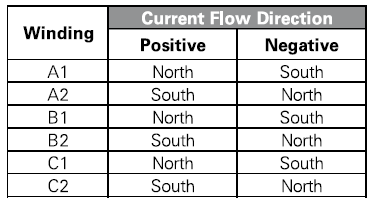 Winding Current Flow Direction
Positive Negative
A1 North South
A2 South North
B1 North South
B2 South North
C1 North South
C2 South North